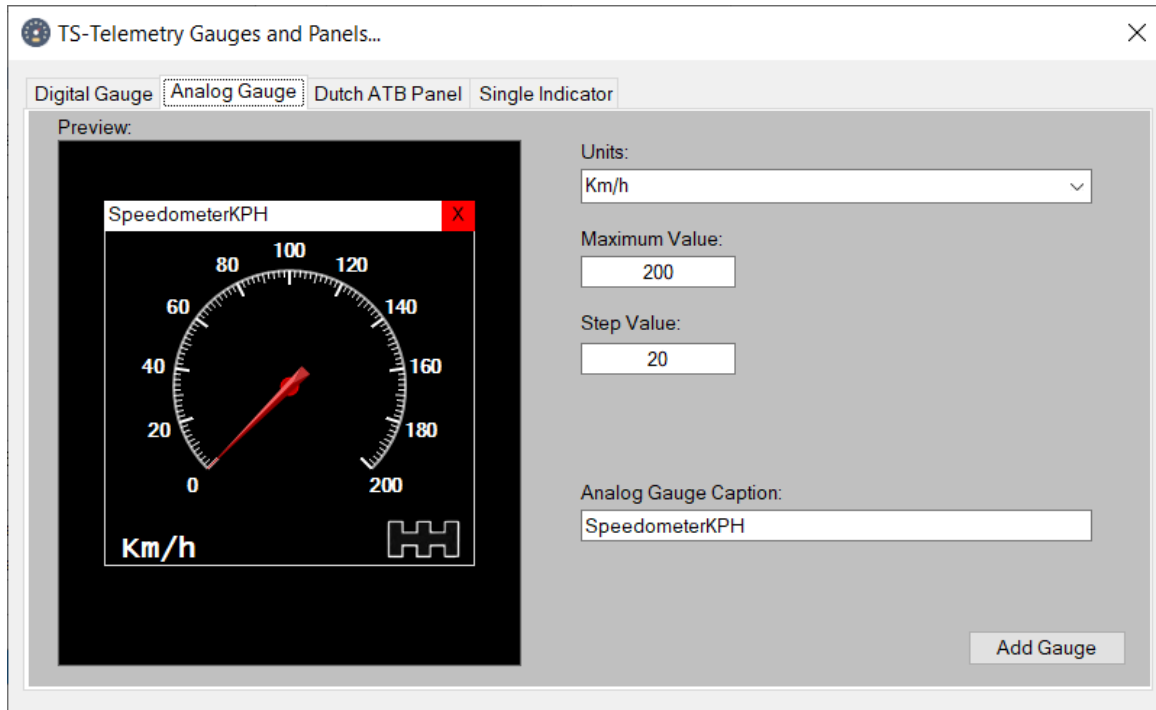 TS-Telemetry Gauges and Panels...
Digital Gauge Analog Gauge Dutch ATB Panel Single Indicator
Preview:
SpeedometerKPH X
0
20
40
60
80
100
120
140
160
180
200
Km/h
Units:
Km/h
Maximum Value:
200
Step Value:
20
Analog Gauge Caption:
SpeedometerKPH
Add Gauge